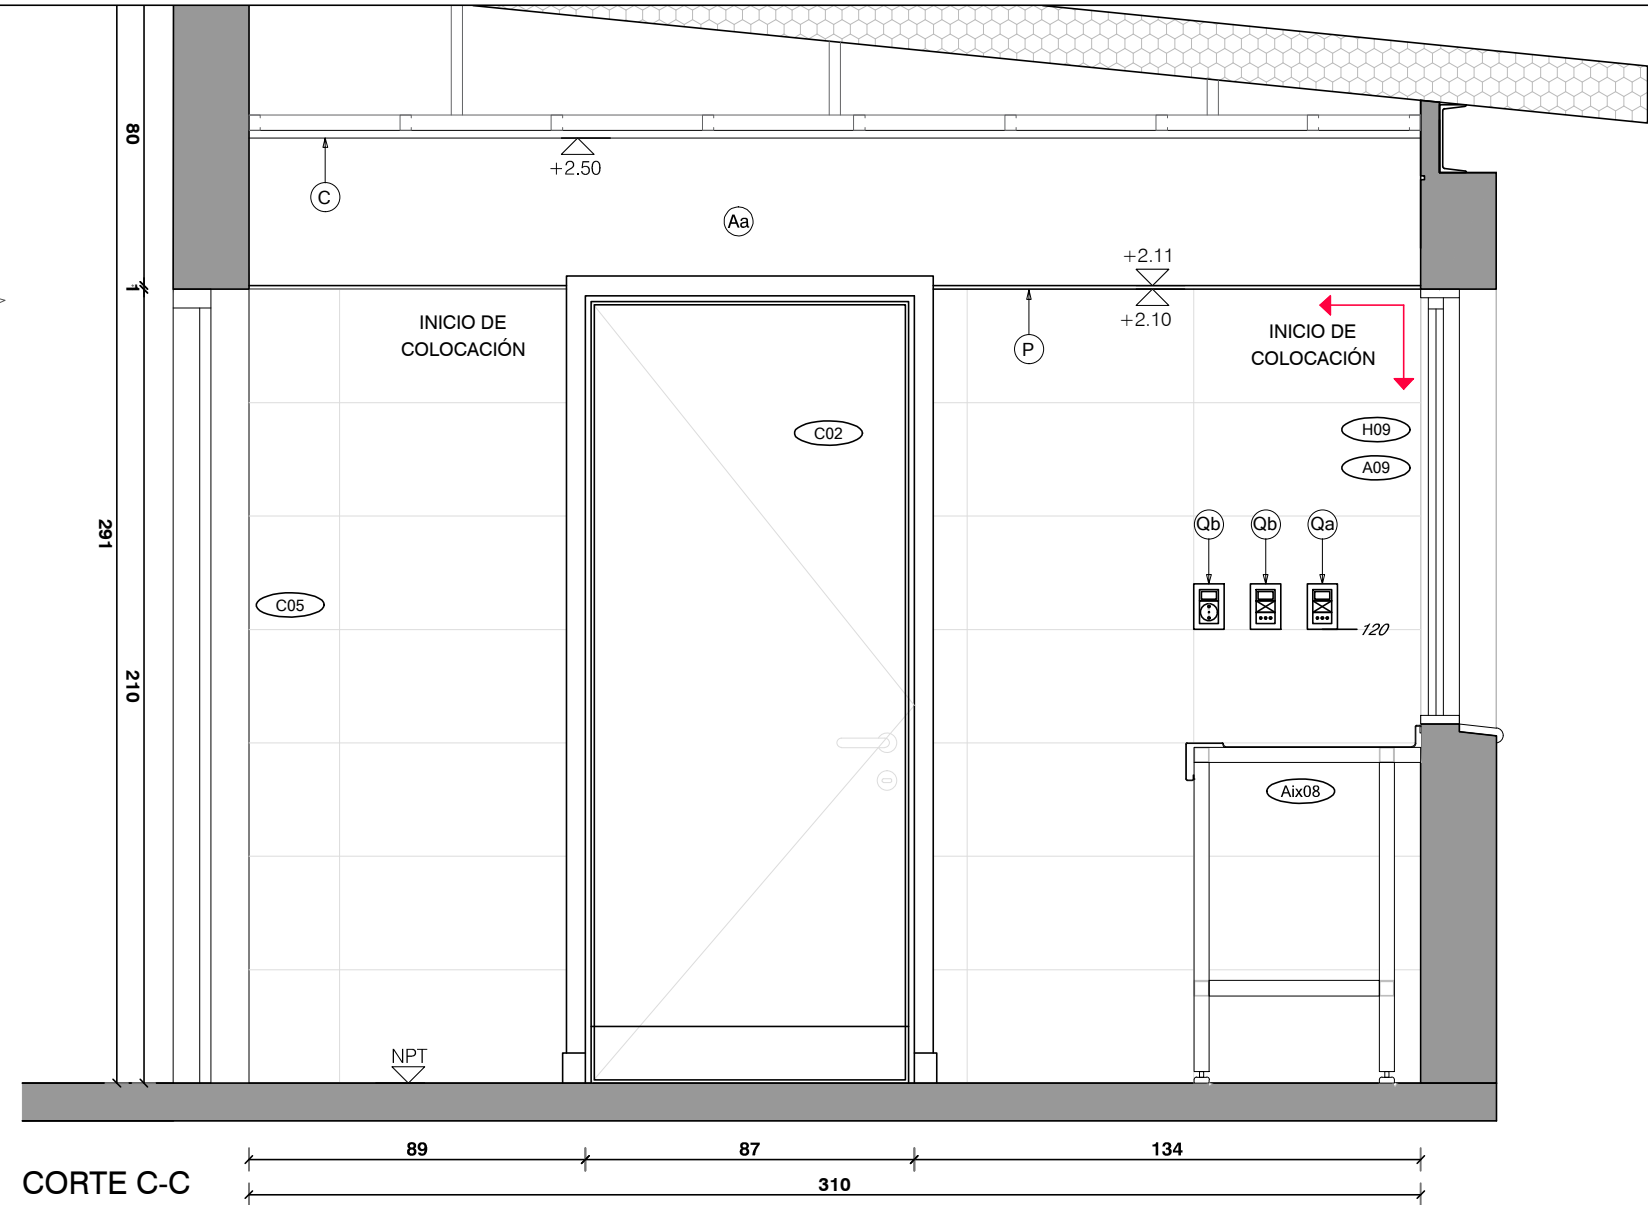 80
+2.50
C
Aa
+2.11
1
+2.10
INICIO DE
COLOCACIÓN
P
INICIO DE
COLOCACIÓN
C02
H09
A09
291
Qb
Qb
Qa
C05
120
210
Aix08
NPT
89
87
134
CORTE C-C
310